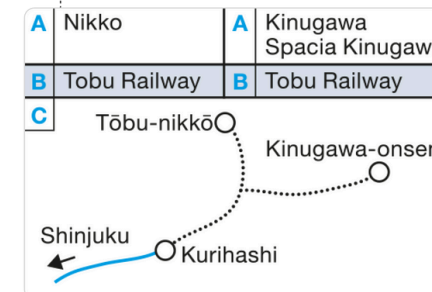 A Nikko A Kinugawa
Spacia Kinugaw
B Tobu Railway B Tobu Railway
C
Tōbu-nikkō
Kinugawa-onser
Shinjuku
Kurihashi